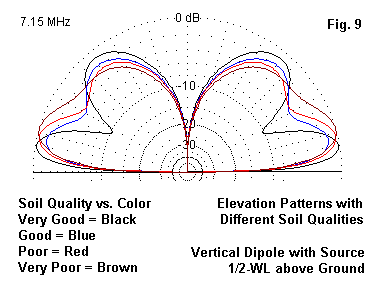 7.15 MHz
0 dB
Fig. 9
-10
-20
-30
Soil Quality vs. Color
Very Good = Black
Good = Blue
Poor = Red
Very Poor = Brown
Elevation Patterns with
Different Soil Qualities
Vertical Dipole with Source
1/2-WL above Ground